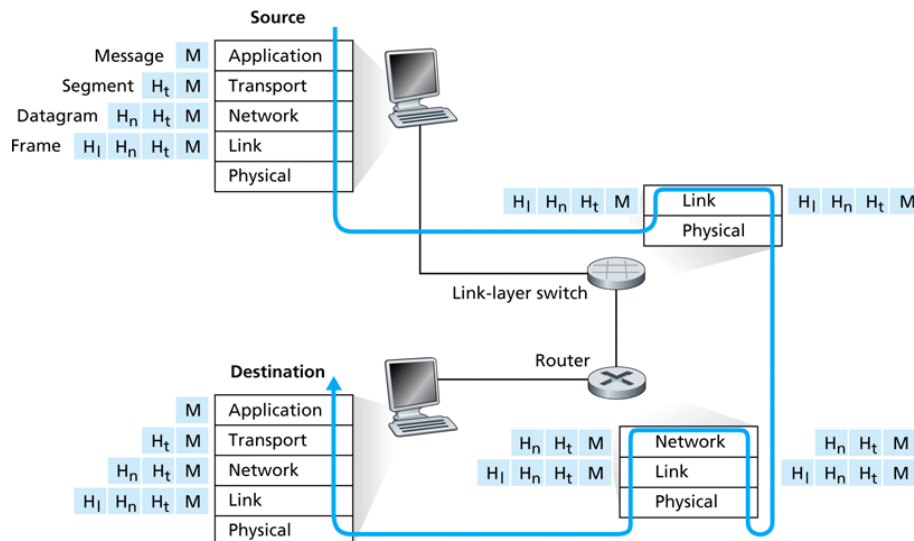 Source
Message M Application
Segment Ht M Transport
Datagram Hn Ht M Network
Frame Hl Hn Ht M Link
Physical
Hl Hn Ht M Link Hl Hn Ht M
Physical
Link-layer switch
Router
Destination
M Application
Ht M Transport
Hn Ht M Network
Hl Hn Ht M Link
Physical
Hn Ht M Network Hn Ht M
Hl Hn Ht M Link Hl Hn Ht M
Physical